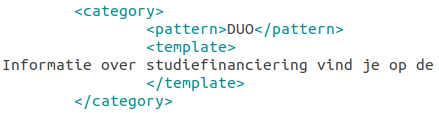 <category>
<pattern>DUO</pattern>
<template>
Informatie over studiefinanciering vind je op de
</template>
</category>